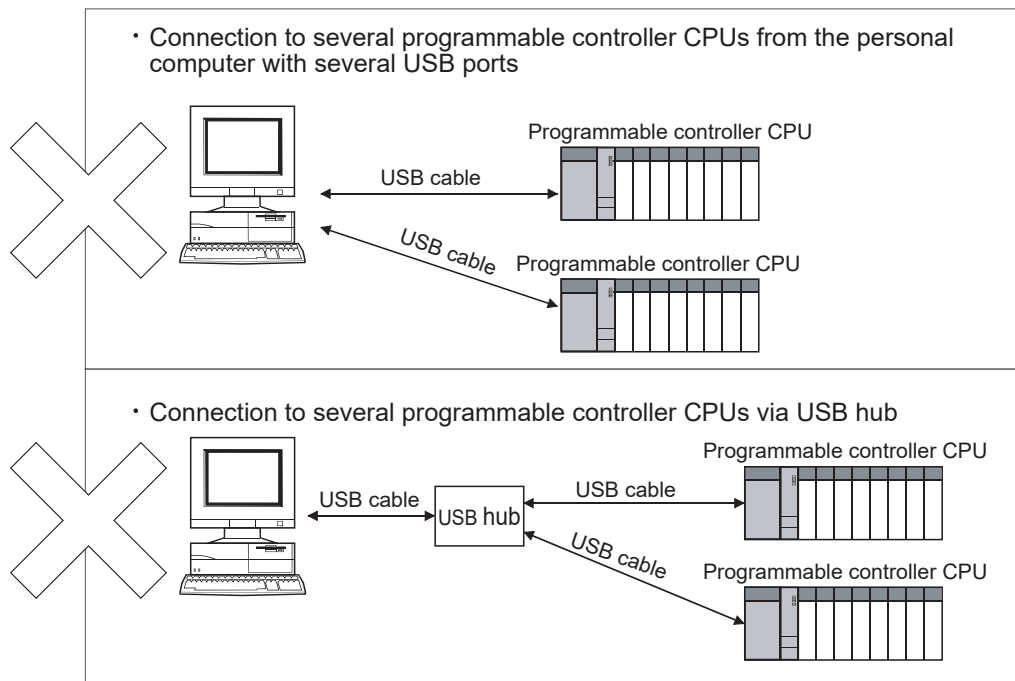 ・Connection to several programmable controller CPUs from the personal
computer with several USB ports
Programmable controller CPU
USB cable
USB cable
Programmable controller CPU
・Connection to several programmable controller CPUs via USB hub
Programmable controller CPU
USB cable
USB cable
USB hub
USB cable
Programmable controller CPU